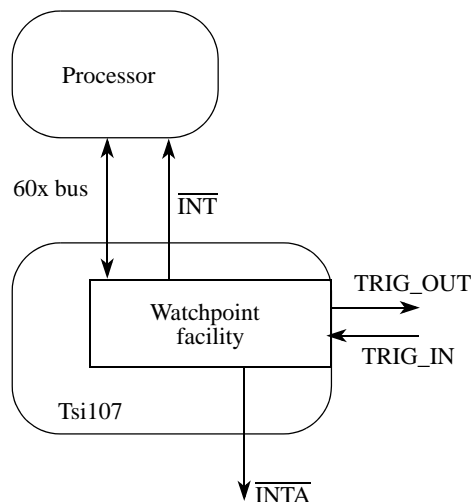 Processor
60x bus
INT
TRIG_OUT
Watchpoint
facility
TRIG_IN
Tsi107
INTA